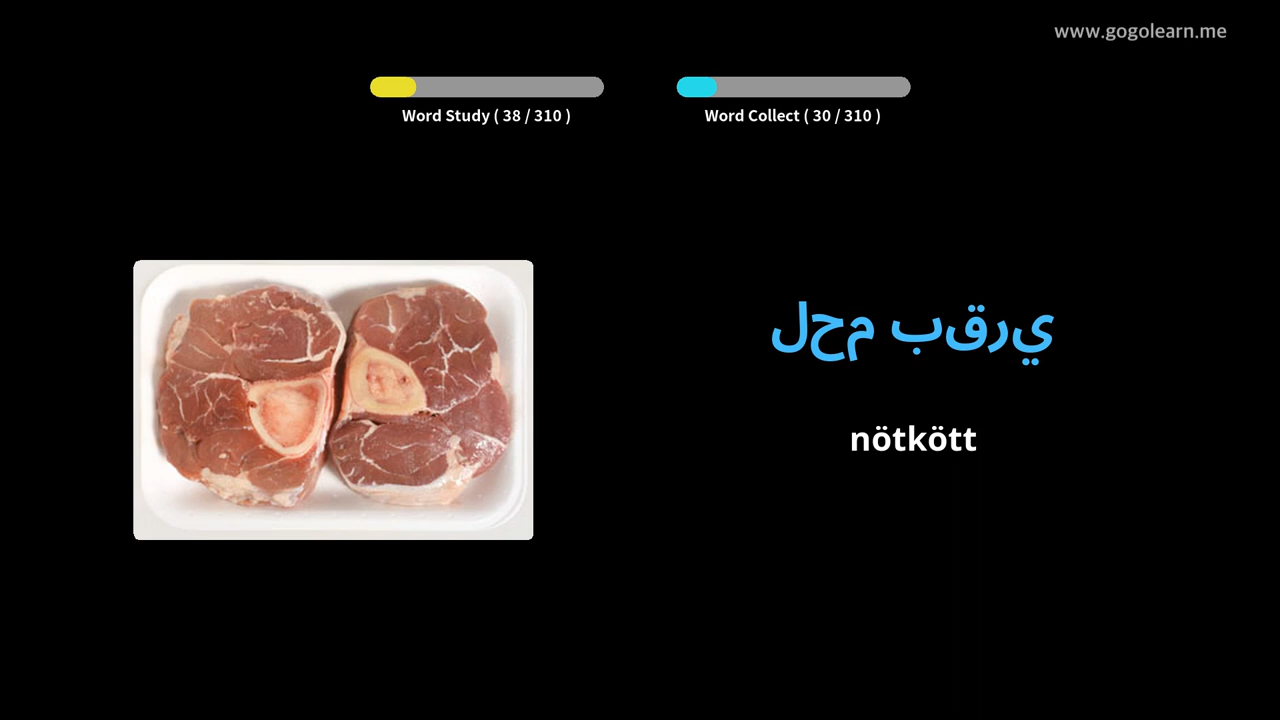 www.gogolearn.me
Word Study ( 38 / 310 )
Word Collect ( 30 / 310 )
لحم بقري
nötkött